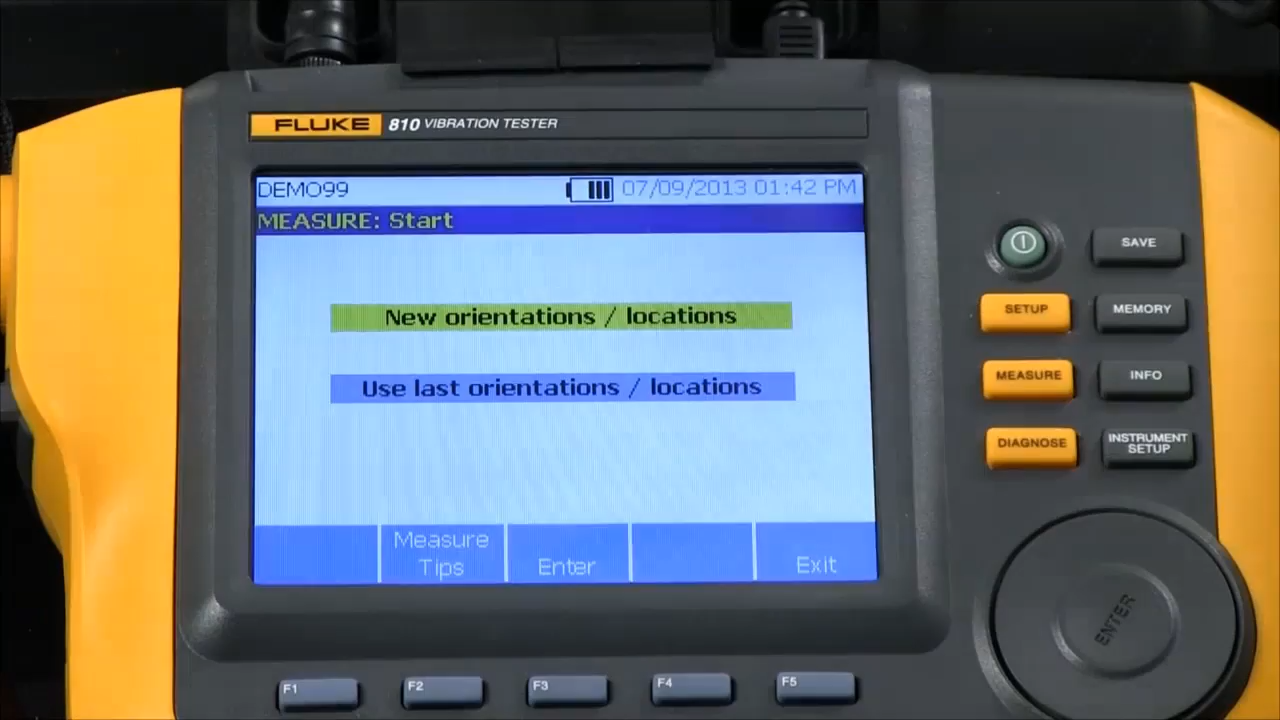 FLUKE 810 VIBRATION TESTER
DEMO99 07/09/2013 01:42 PM
MEASURE: Start
New orientations / locations
Use last orientations / locations
Measure Tips
Enter
Exit
F1 F2 F3 F4 F5
SAVE
SETUP MEMORY
MEASURE INFO
DIAGNOSE INSTRUMENT SETUP
ENTER